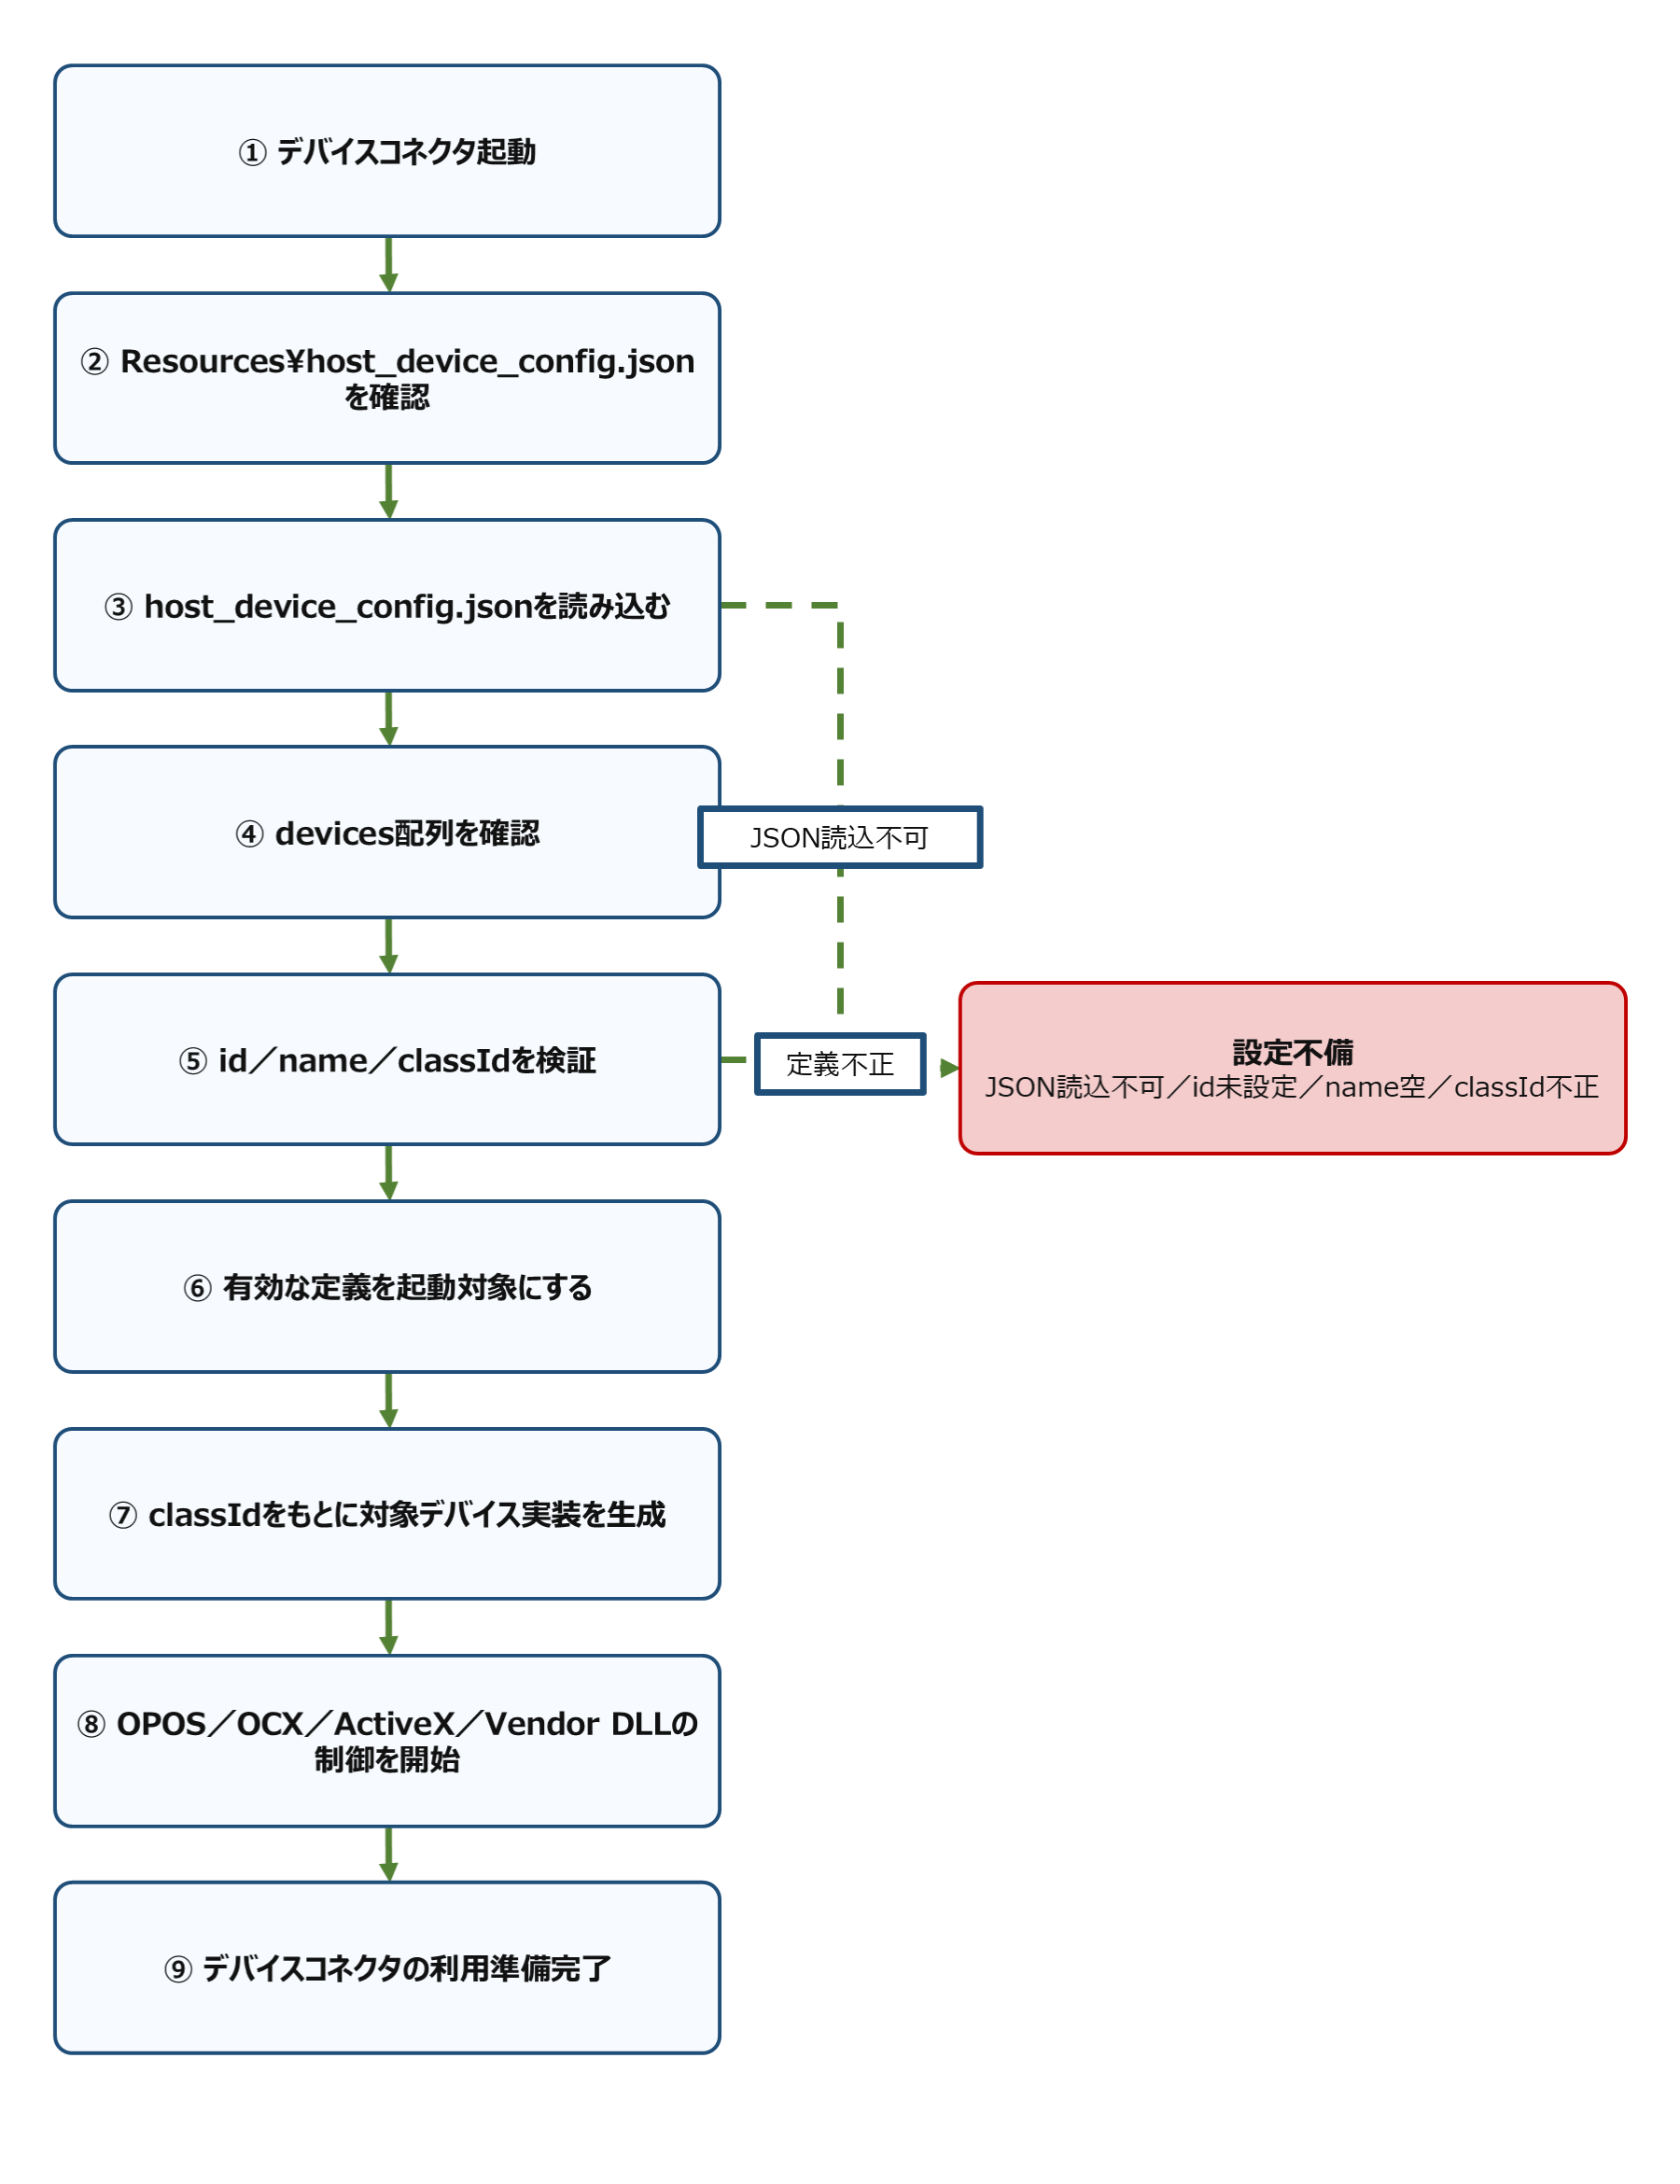 ① デバイスコネクタ起動
② Resources¥host_device_config.json
を確認
③ host_device_config.jsonを読み込む
④ devices配列を確認
JSON読込不可
⑤ id／name／classIdを検証
定義不正
設定不備
JSON読込不可／id未設定／name空／classId不正
⑥ 有効な定義を起動対象にする
⑦ classIdをもとに対象デバイス実装を生成
⑧ OPOS／OCX／ActiveX／Vendor DLLの
制御を開始
⑨ デバイスコネクタの利用準備完了